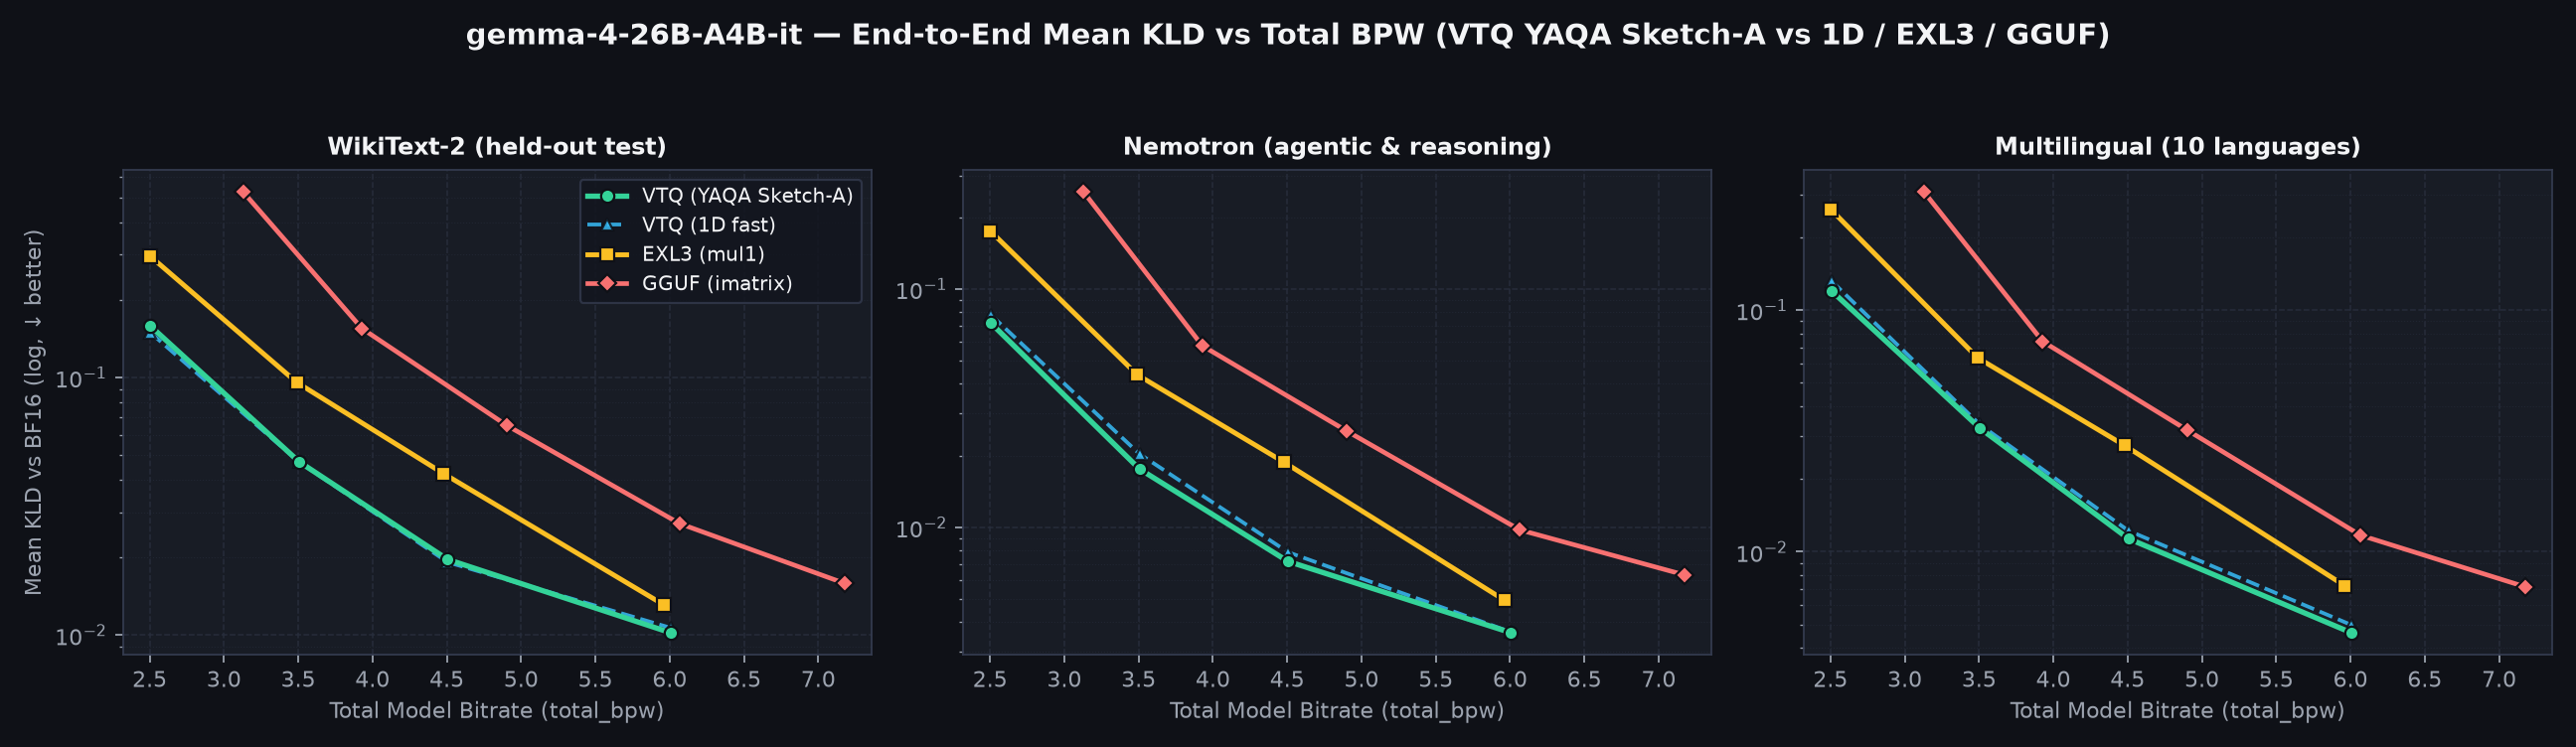 gemma-4-26B-A4B-it — End-to-End Mean KLD vs Total BPW (VTQ YAQA Sketch-A vs 1D / EXL3 / GGUF)
Mean KLD vs BF16 (log, ↓ better)
WikiText-2 (held-out test)
VTQ (YAQA Sketch-A)
VTQ (1D fast)
EXL3 (mul1)
GGUF (imatrix)
10⁻¹
10⁻²
2.5 3.0 3.5 4.0 4.5 5.0 5.5 6.0 6.5 7.0
Total Model Bitrate (total_bpw)
Nemotron (agentic & reasoning)
10⁻¹
10⁻²
2.5 3.0 3.5 4.0 4.5 5.0 5.5 6.0 6.5 7.0
Total Model Bitrate (total_bpw)
Multilingual (10 languages)
10⁻¹
10⁻²
2.5 3.0 3.5 4.0 4.5 5.0 5.5 6.0 6.5 7.0
Total Model Bitrate (total_bpw)